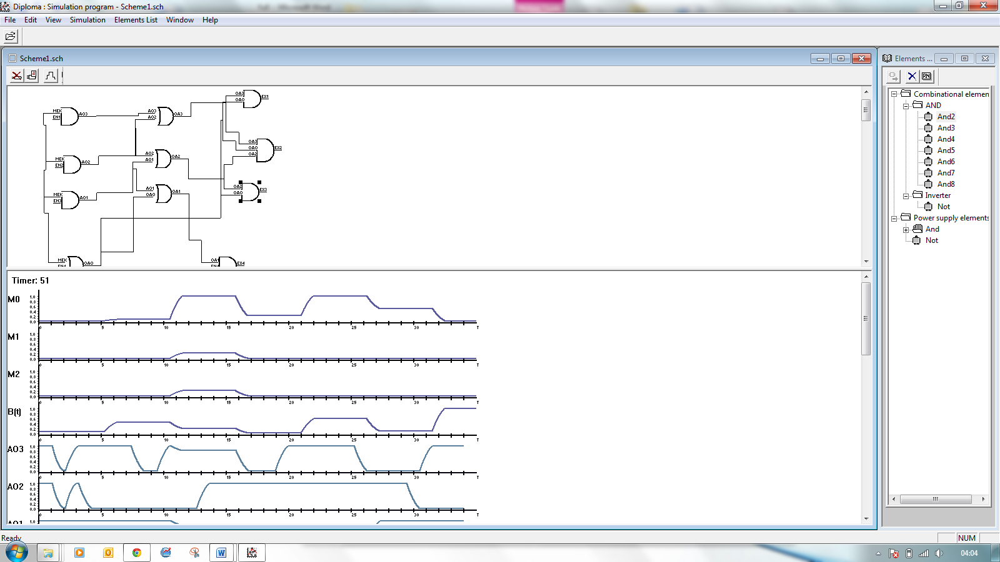 Diploma : Simulation program - Scheme1.sch
File Edit View Simulation Elements List Window Help
Scheme1.sch
Elements ...
OA3
OA0 EX1
MEK
EN1 AO3
AO3
AO2 OA3
OA3
OA0
OA2 EX2
MEK
EN2 AO2
AO2
AO1 OA2
MEK
EN3 AO1
AO1
OA0 OA1
OA2
OA0 EX3
MEK OA0
OA1 EX4
Combinational elemen
AND
And2
And3
And4
And5
And6
And7
And8
Inverter
Not
Power supply elements
And
Not
Timer: 51
M0 1.0 0.8 0.6 0.4 0.2 0.0
0 5 10 15 20 25 30 T
M1 1.0 0.8 0.6 0.4 0.2 0.0
0 5 10 15 20 25 30 T
M2 1.0 0.8 0.6 0.4 0.2 0.0
0 5 10 15 20 25 30 T
B(t) 1.0 0.8 0.6 0.4 0.2 0.0
0 5 10 15 20 25 30 T
AO3 1.0 0.8 0.6 0.4 0.2 0.0
0 5 10 15 20 25 30 T
AO2 1.0 0.8 0.6 0.4 0.2 0.0
0 5 10 15 20 25 30 T
AO1 1.0
Ready
NUM
04:04